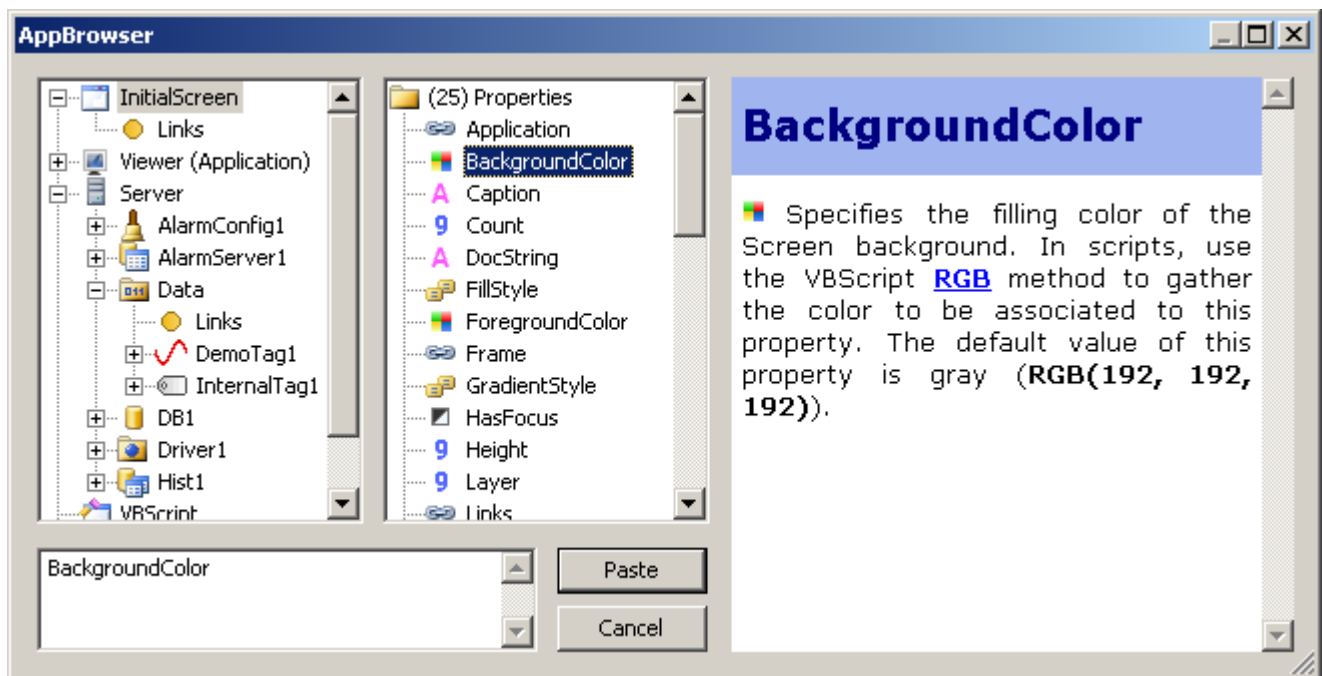 AppBrowser
InitialScreen
Links
Viewer (Application)
Server
AlarmConfig1
AlarmServer1
Data
Links
DemoTag1
InternalTag1
DB1
Driver1
Hist1
VBScript
(25) Properties
Application
BackgroundColor
Caption
Count
DocString
FillStyle
ForegroundColor
Frame
GradientStyle
HasFocus
Height
Layer
Links
BackgroundColor
Specifies the filling color of the
Screen background. In scripts, use
the VBScript RGB method to gather
the color to be associated to this
property. The default value of this
property is gray (RGB(192, 192,
192)).
BackgroundColor
Paste
Cancel